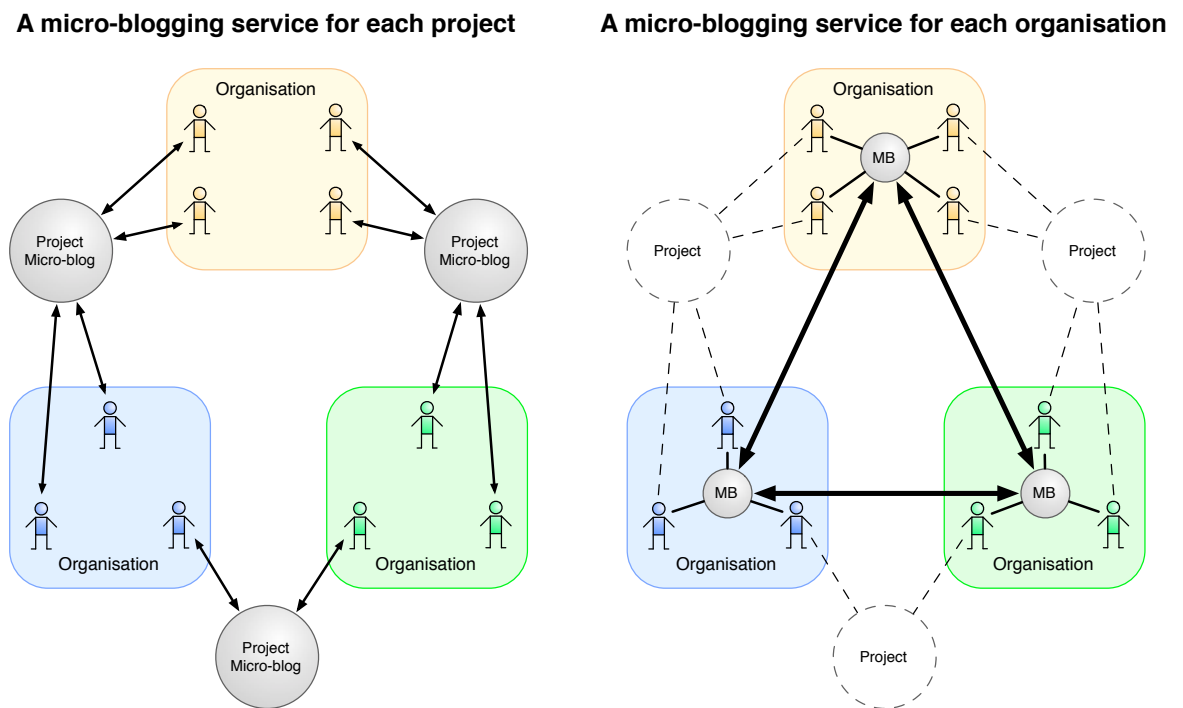 A micro-blogging service for each project
Organisation
Project
Micro-blog
Project
Micro-blog
Organisation
Organisation
Project
Micro-blog
A micro-blogging service for each organisation
Organisation
MB
Project
Project
MB
MB
Organisation
Organisation
Project